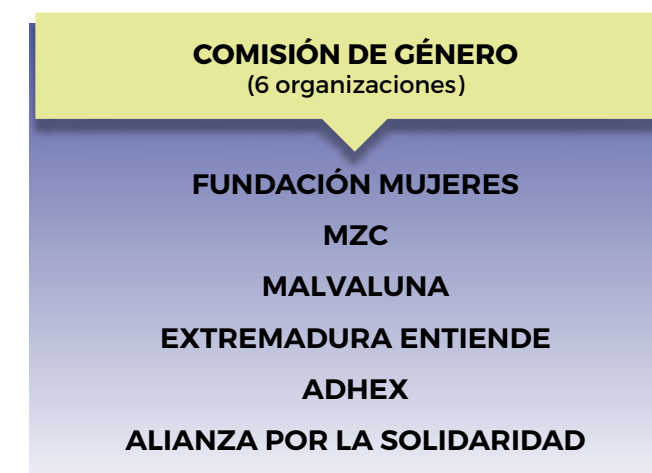 COMISIÓN DE GÉNERO
(6 organizaciones)
FUNDACIÓN MUJERES
MZC
MALVALUNA
EXTREMADURA ENTIENDE
ADHEX
ALIANZA POR LA SOLIDARIDAD